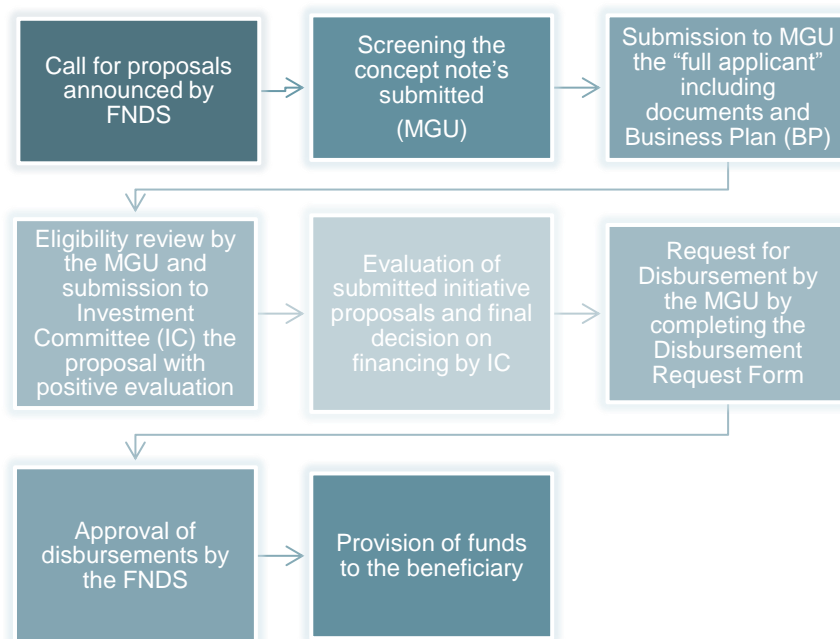 Call for proposals
announced by
FNDS
Screening the
concept note's
submitted
(MGU)
Submission to MGU
the “full applicant”
including
documents and
Business Plan (BP)
Eligibility review by
the MGU and
submission to
Investment
Committee (IC) the
proposal with
positive evaluation
Evaluation of
submitted initiative
proposals and final
decision on
financing by IC
Request for
Disbursement by
the MGU by
completing the
Disbursement
Request Form
Approval of
disbursements by
the FNDS
Provision of funds
to the beneficiary